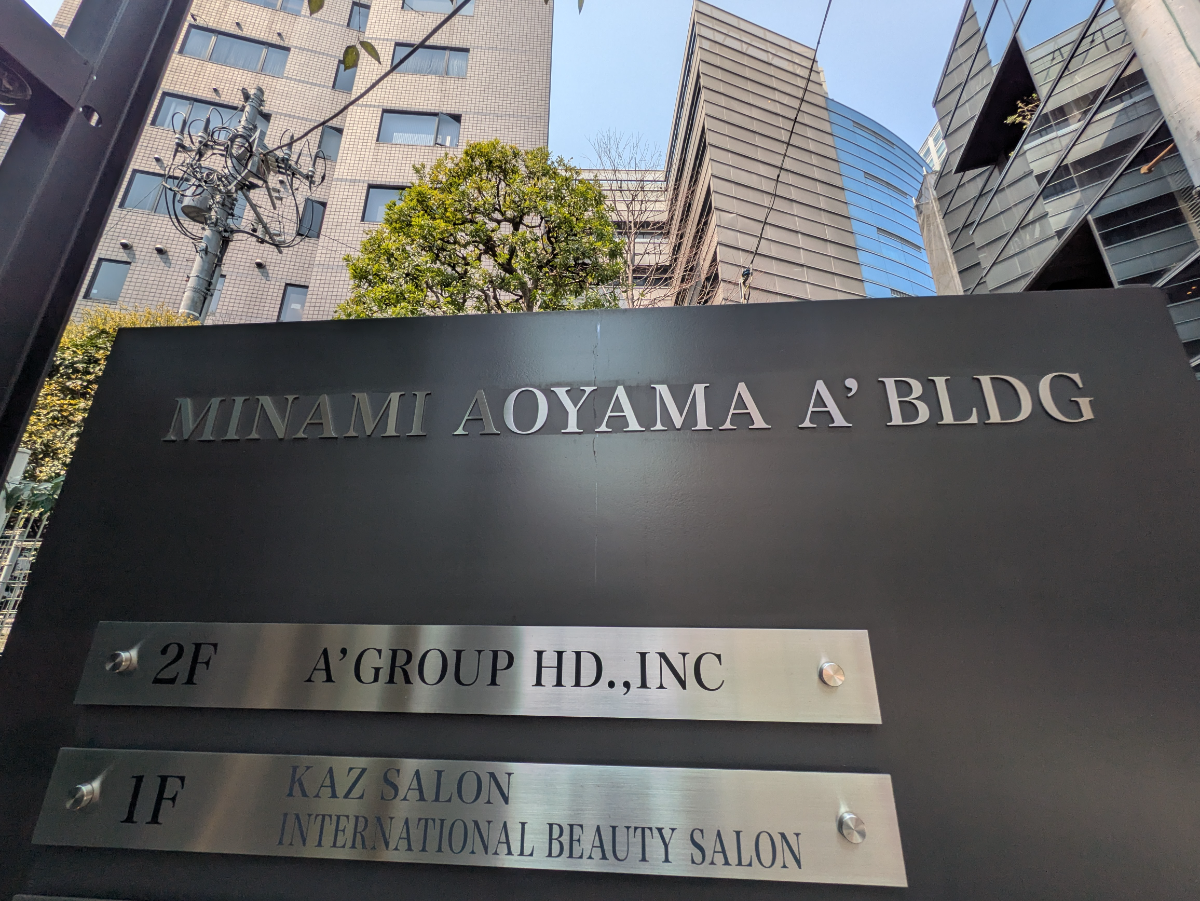 MINAMI AOYAMA A' BLDG
2F A'GROUP HD.,INC
1F KAZ SALON
INTERNATIONAL BEAUTY SALON